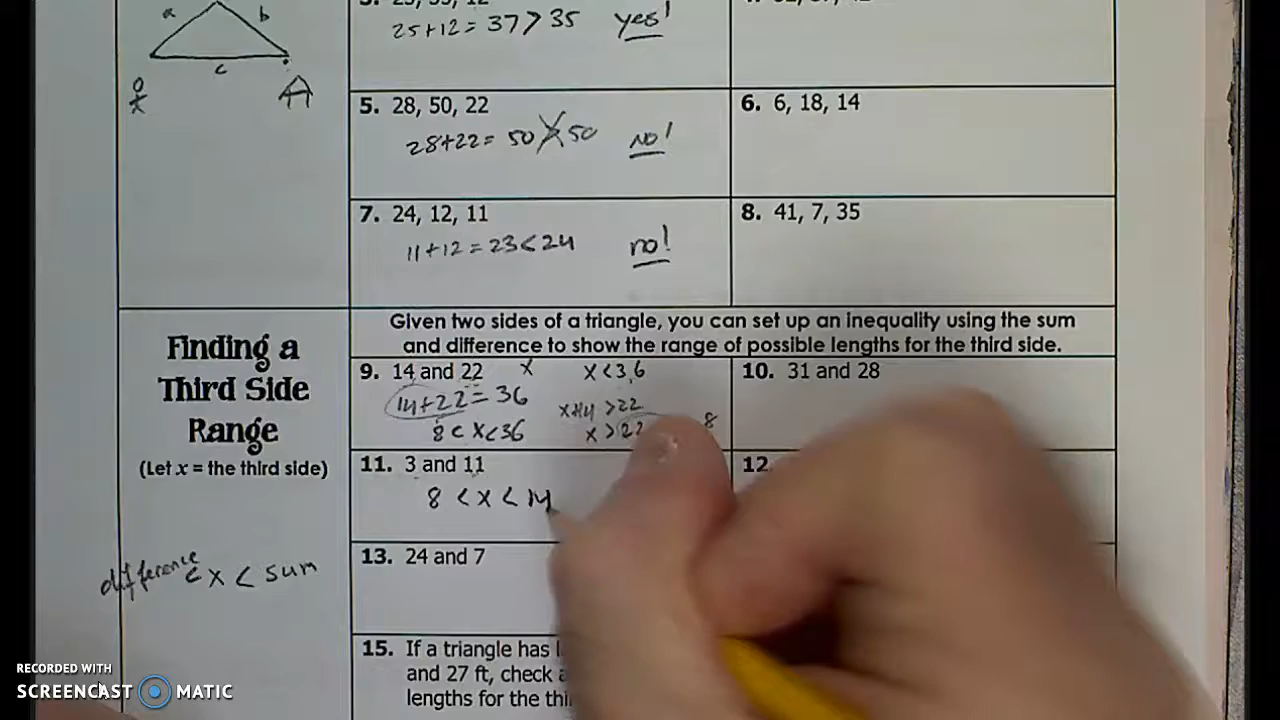 a b
c
25+12 = 37 > 35 yes!
5. 28, 50, 22
28+22 = 50 > 50 no!
6. 6, 18, 14
7. 24, 12, 11
11+12 = 23 < 24 no!
8. 41, 7, 35
Finding a
Third Side
Range
(Let x = the third side)
difference < x < sum
Given two sides of a triangle, you can set up an inequality using the sum
and difference to show the range of possible lengths for the third side.
9. 14 and 22 x x < 36
14+22 = 36
x+14 > 22
8 < x < 36 x > 22 8
10. 31 and 28
11. 3 and 11
8 < x < 14
12.
13. 24 and 7
15. If a triangle has
and 27 ft, check
lengths for the
RECORDED WITH
SCREENCAST MATIC